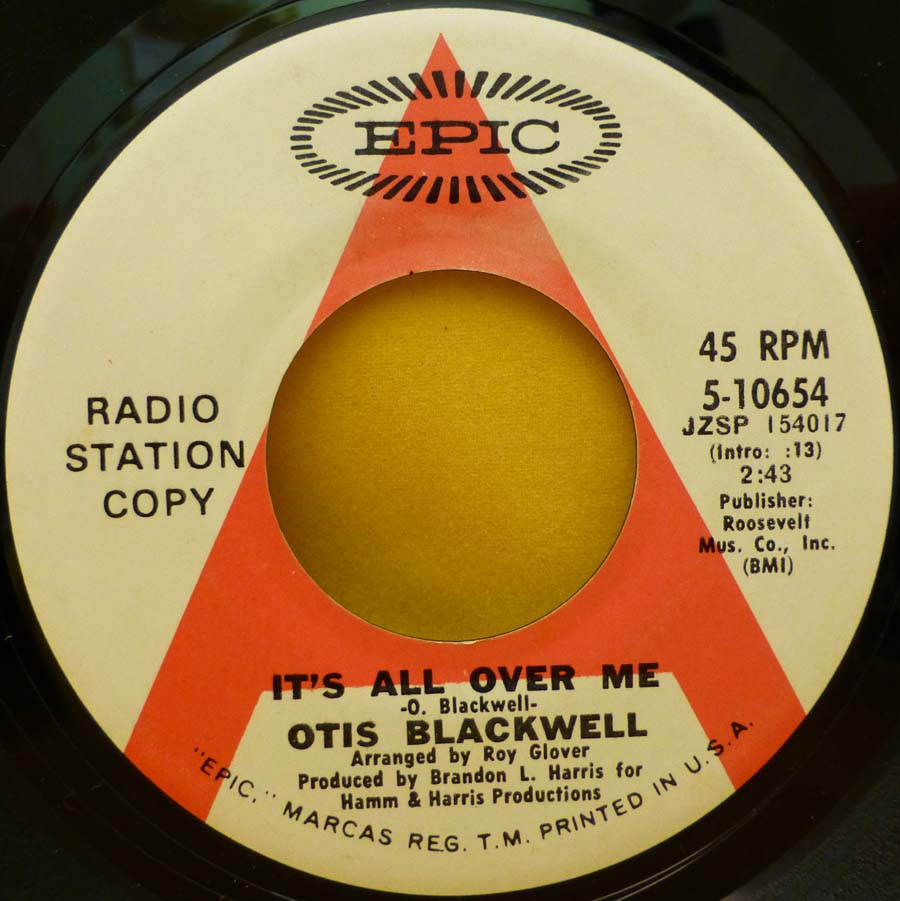 EPIC
RADIO
STATION
COPY
45 RPM
5-10654
JZSP 154017
(Intro: :13)
2:43
Publisher:
Roosevelt
Mus. Co., Inc.
(BMI)
IT'S ALL OVER ME
-O. Blackwell-
OTIS BLACKWELL
Arranged by Roy Glover
Produced by Brandon L. Harris for
Hamm & Harris Productions
"EPIC," MARCAS REG. T.M. PRINTED IN U.S.A.